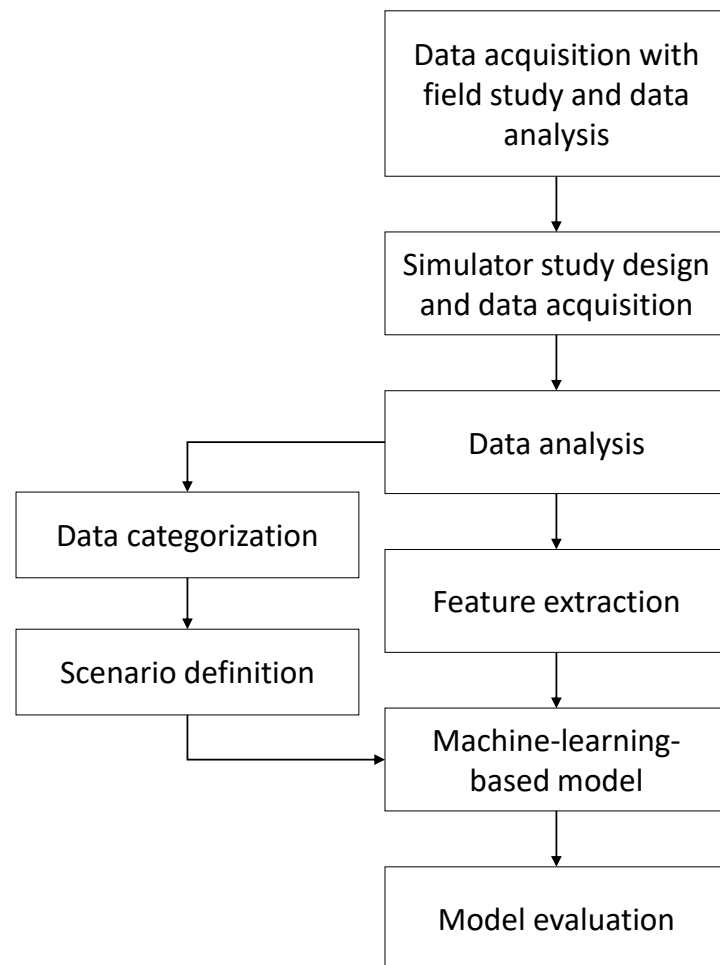 Data acquisition with
field study and data
analysis
Simulator study design
and data acquisition
Data analysis
Data categorization
Feature extraction
Scenario definition
Machine-learning-
based model
Model evaluation